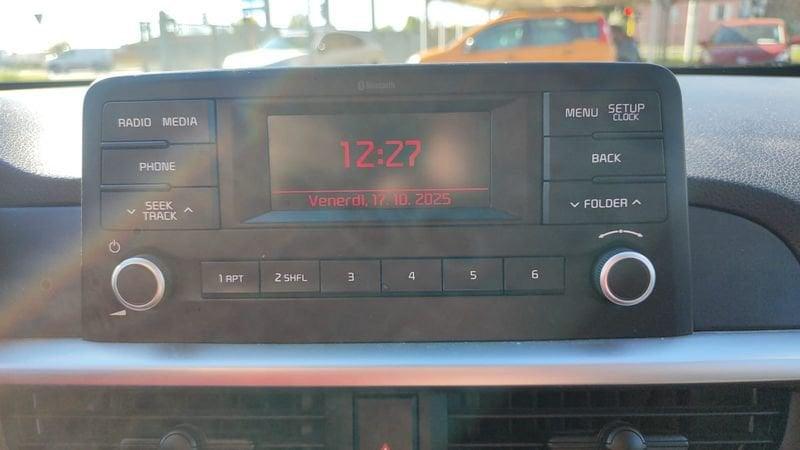 Bluetooth
RADIO MEDIA
PHONE
SEEK
TRACK
12:27
Venerdì, 17. 10. 2025
MENU SETUP
CLOCK
BACK
FOLDER
1 RPT
2 SHFL
3
4
5
6